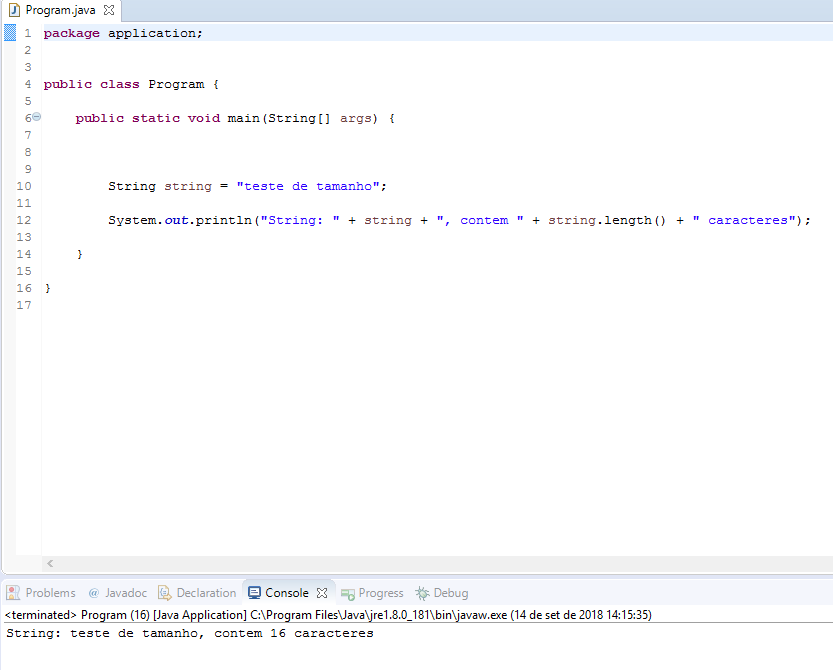 Program.java
1 package application;
2
3
4 public class Program {
5
6 public static void main(String[] args) {
7
8
9
10 String string = "teste de tamanho";
11
12 System.out.println("String: " + string + ", contem " + string.length() + " caracteres");
13
14 }
15
16 }
17
Problems @ Javadoc Declaration Console Progress Debug
<terminated> Program (16) [Java Application] C:\Program Files\Java\jre1.8.0_181\bin\javaw.exe (14 de set de 2018 14:15:35)
String: teste de tamanho, contem 16 caracteres